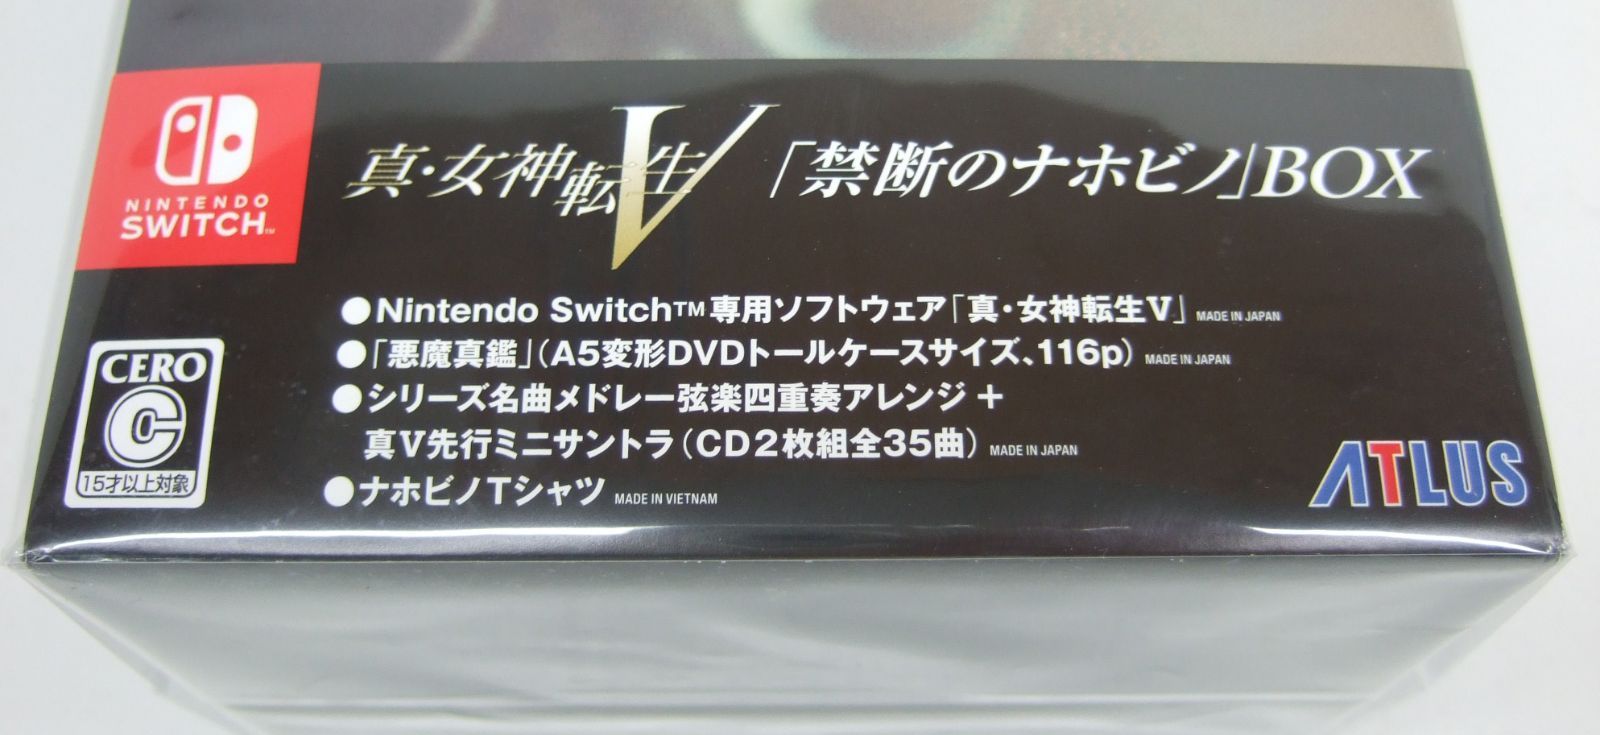 NINTENDO
SWITCH™
真・女神転生V 「禁断のナホビノ」BOX
●Nintendo Switch™専用ソフトウェア「真・女神転生V」 MADE IN JAPAN
●「悪魔真鑑」(A5変形DVDトールケースサイズ、116p) MADE IN JAPAN
●シリーズ名曲メドレー弦楽四重奏アレンジ +
真V先行ミニサントラ(CD2枚組全35曲) MADE IN JAPAN
●ナホビノTシャツ MADE IN VIETNAM
CERO
C
15才以上対象
ATLUS